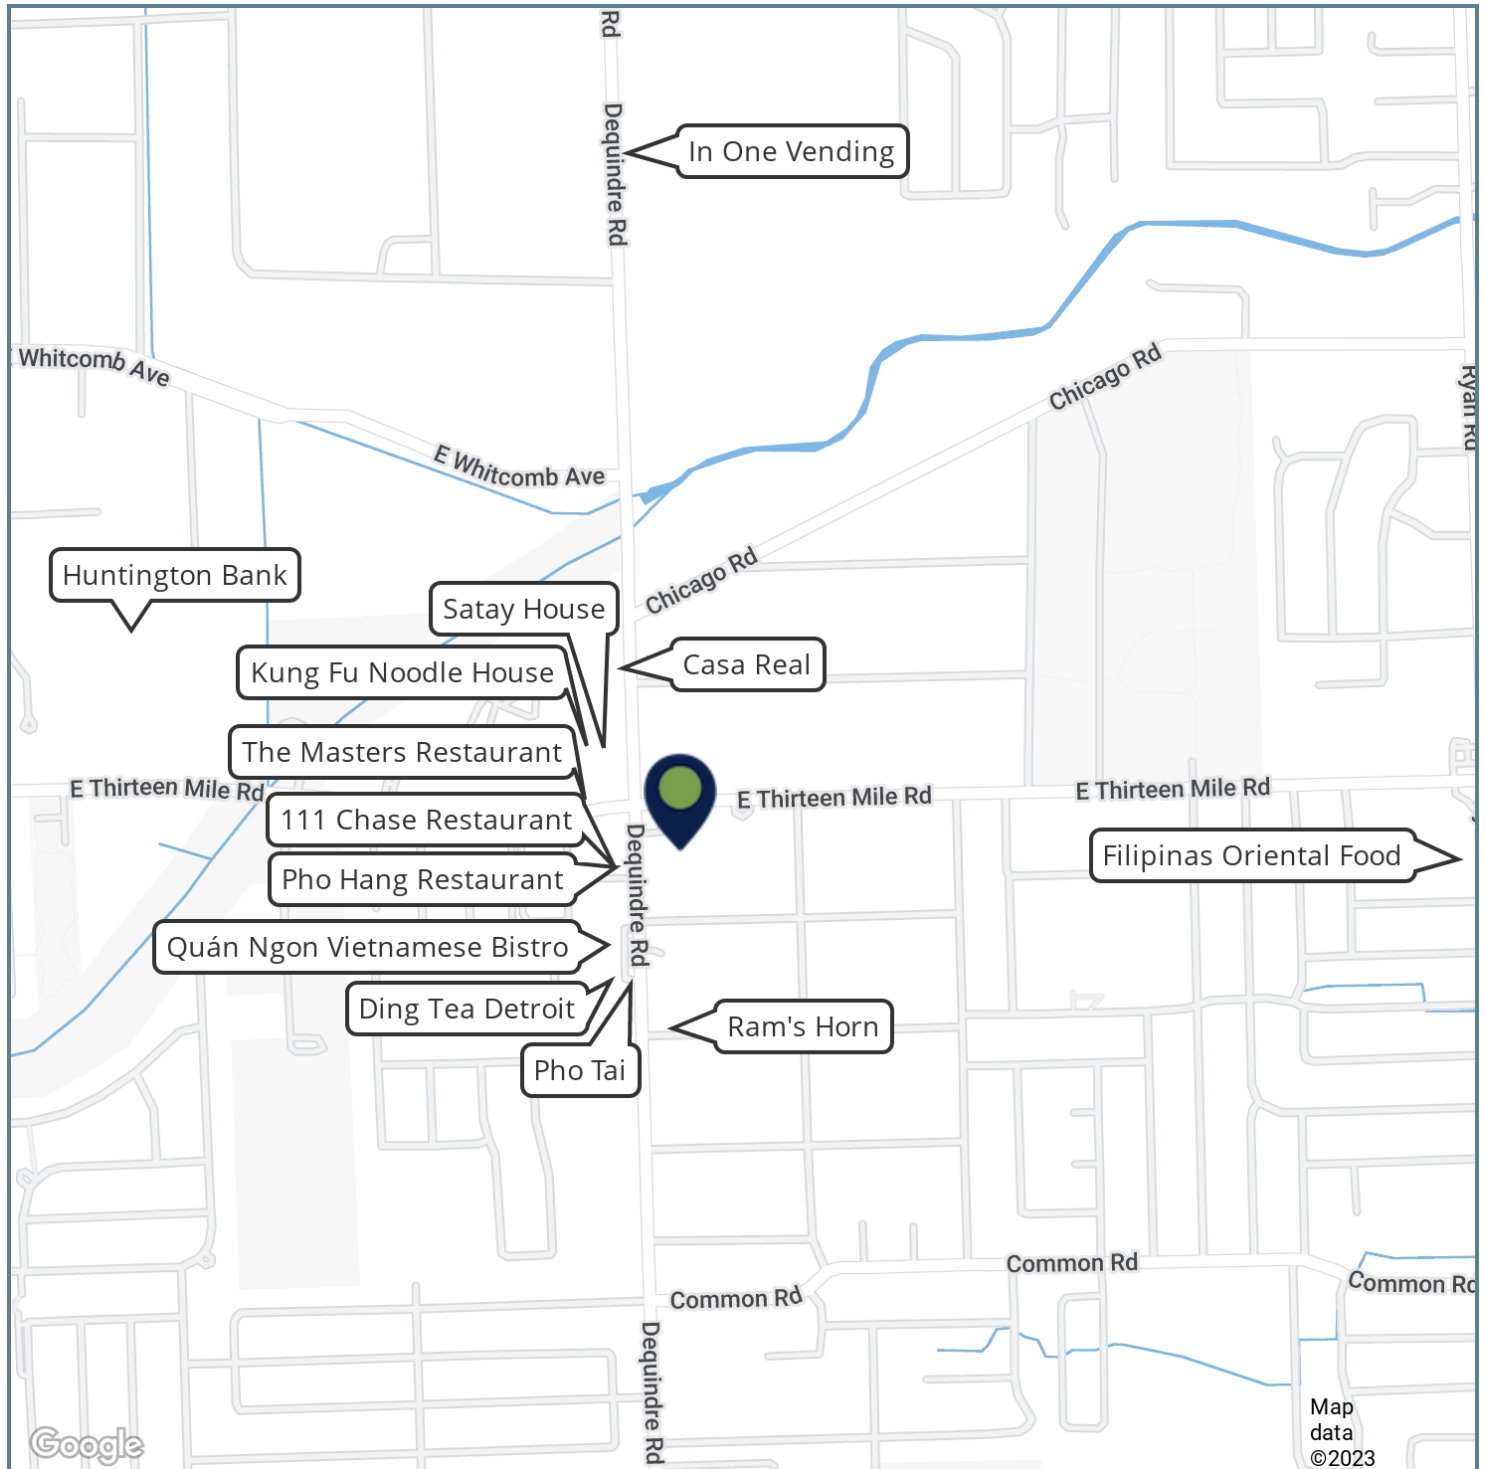 Rd
Dequindre Rd
In One Vending
Whitcomb Ave
Chicago Rd
Ryan Rd
E Whitcomb Ave
Chicago Rd
Huntington Bank
Satay House
Casa Real
Kung Fu Noodle House
The Masters Restaurant
E Thirteen Mile Rd
E Thirteen Mile Rd
E Thirteen Mile Rd
111 Chase Restaurant
Dequindre Rd
Filipinas Oriental Food
Pho Hang Restaurant
Quán Ngon Vietnamese Bistro
Ding Tea Detroit
Ram's Horn
Pho Tai
Common Rd
Common Rd
Common Rd
Dequindre Rd
Google
Map
data
©2023